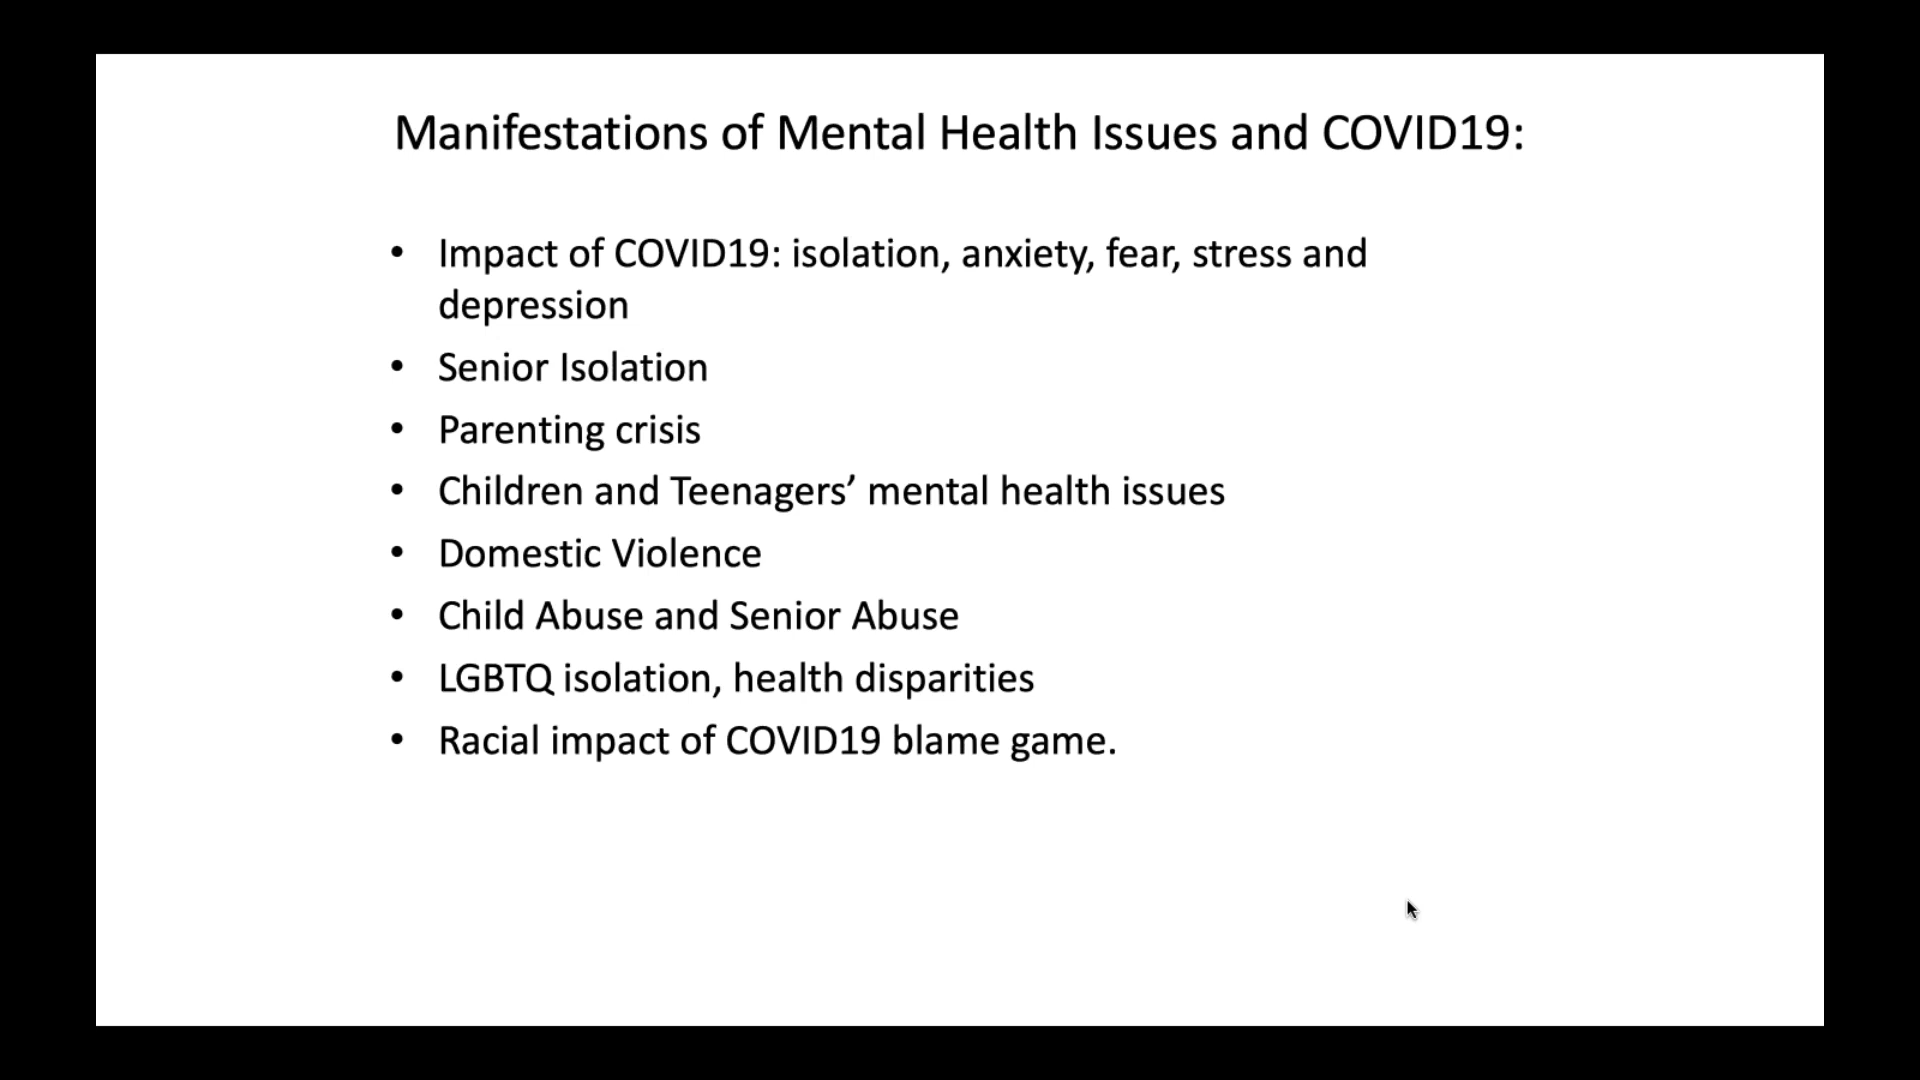 Manifestations of Mental Health Issues and COVID19:
• Impact of COVID19: isolation, anxiety, fear, stress and
depression
• Senior Isolation
• Parenting crisis
• Children and Teenagers’ mental health issues
• Domestic Violence
• Child Abuse and Senior Abuse
• LGBTQ isolation, health disparities
• Racial impact of COVID19 blame game.